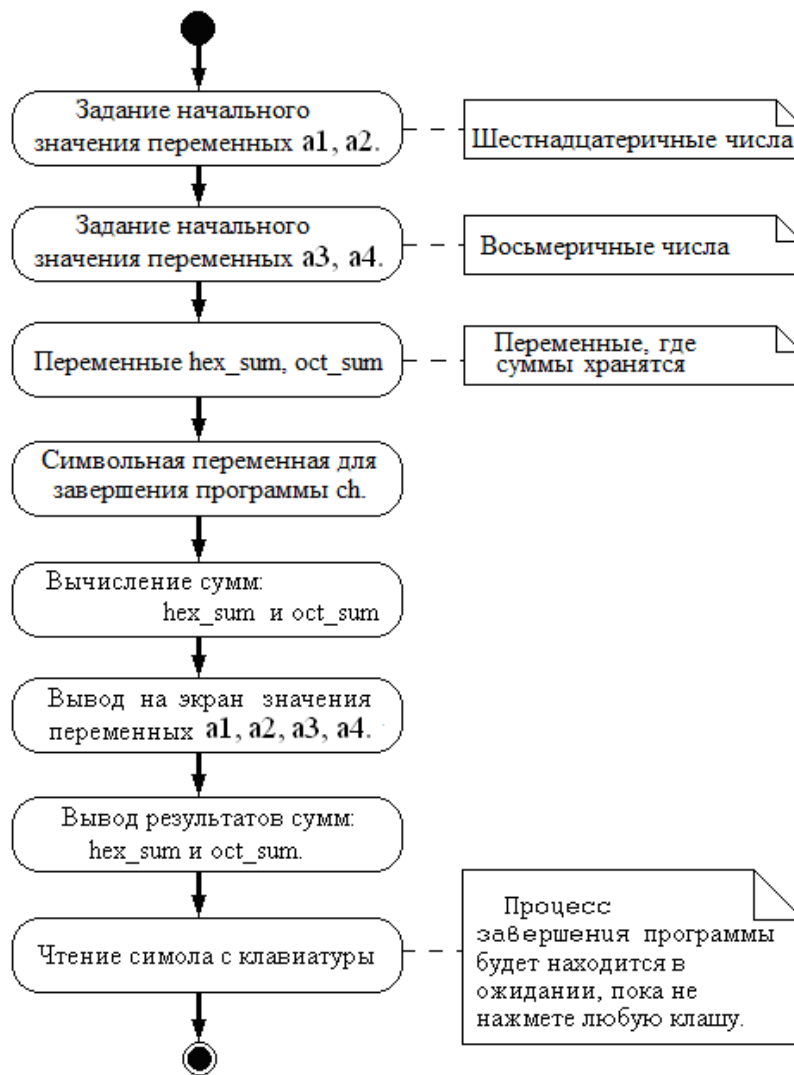 Задание начального
значения переменных a1, a2.
Шестнадцатеричные числа
Задание начального
значения переменных a3, a4.
Восьмеричные числа
Переменные hex_sum, oct_sum
Переменные, где
суммы хранятся
Символьная переменная для
завершения программы ch.
Вычисление сумм:
hex_sum и oct_sum
Вывод на экран значения
переменных a1, a2, a3, a4.
Вывод результатов сумм:
hex_sum и oct_sum.
Чтение симола с клавиатуры
Процесс
завершения программы
будет находится в
ожидании, пока не
нажмете любую клашу.